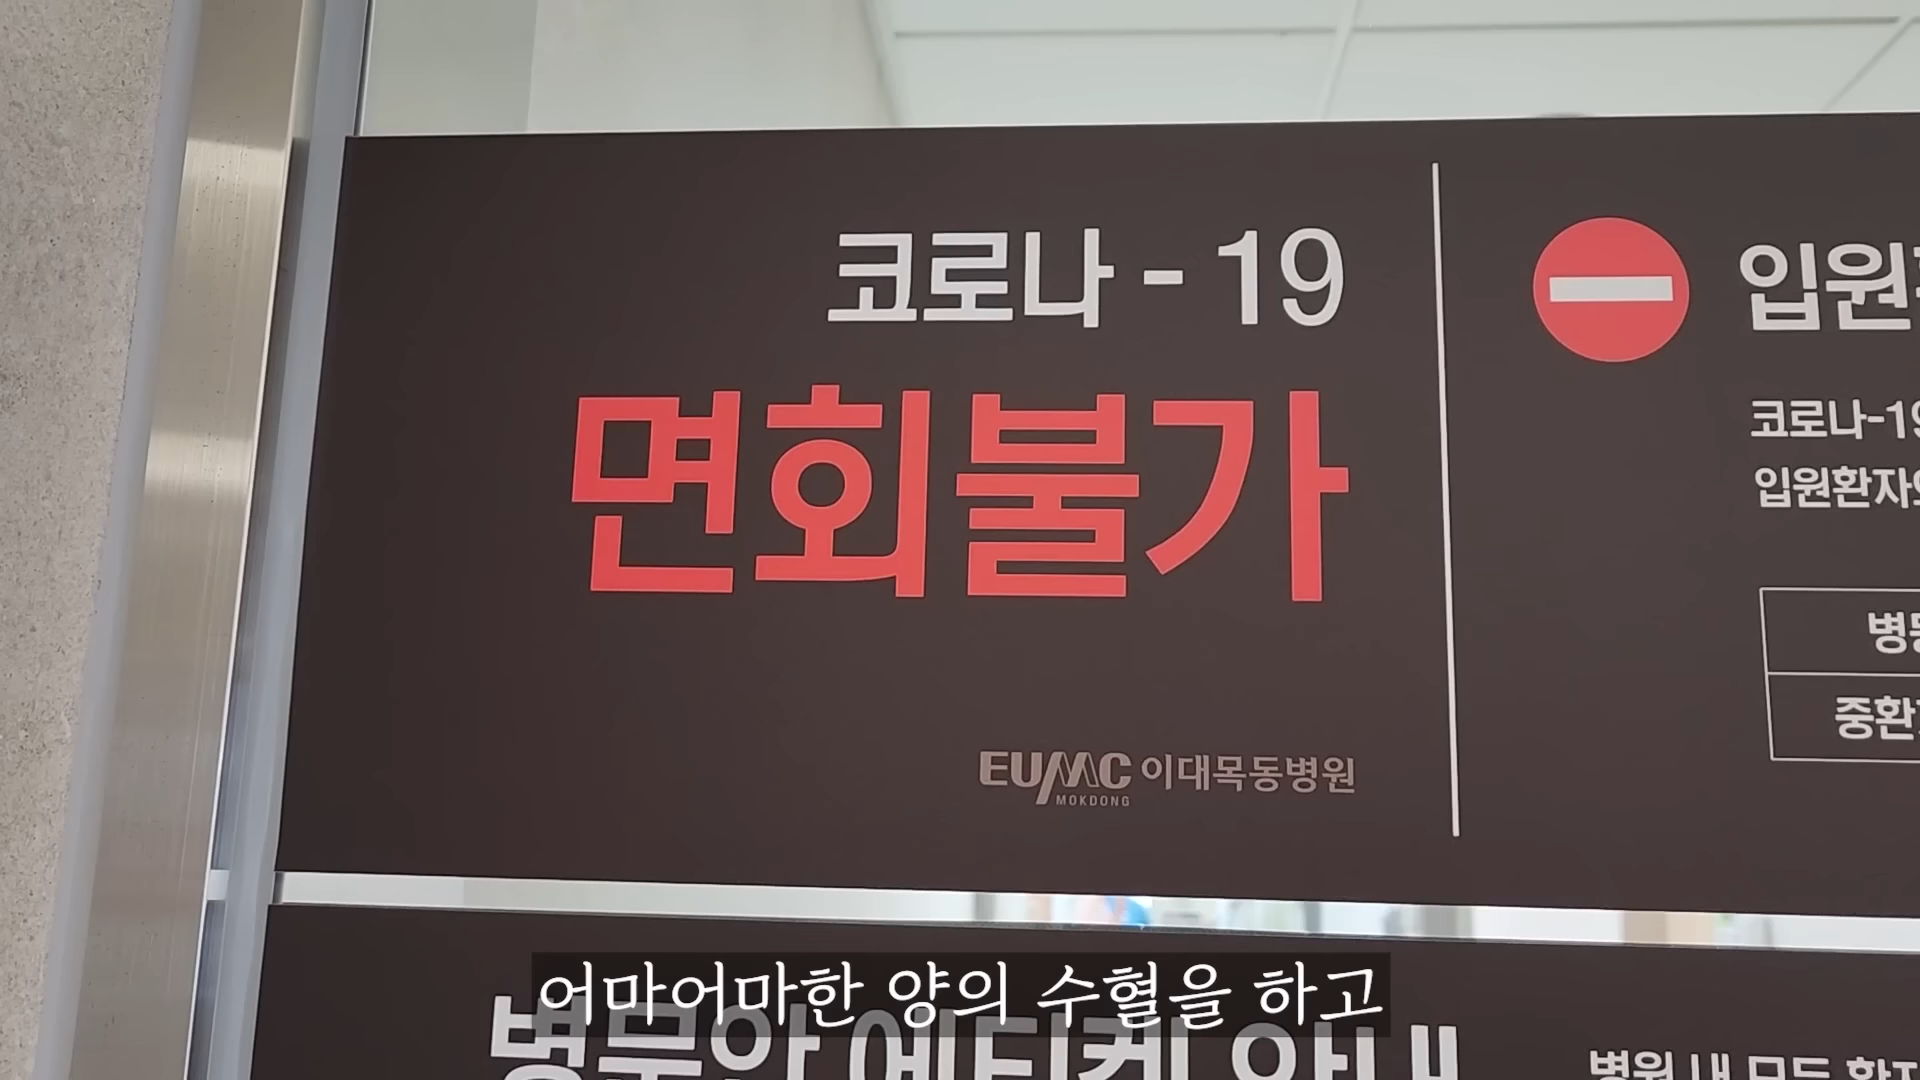 코로나 - 19
면회불가
EUMC 이대목동병원
MOKDONG
입원
코로나-19
입원환자
중환
어마어마한 양의 수혈을 하고
병문안 에티켓 안내
병원 내 모든 환자